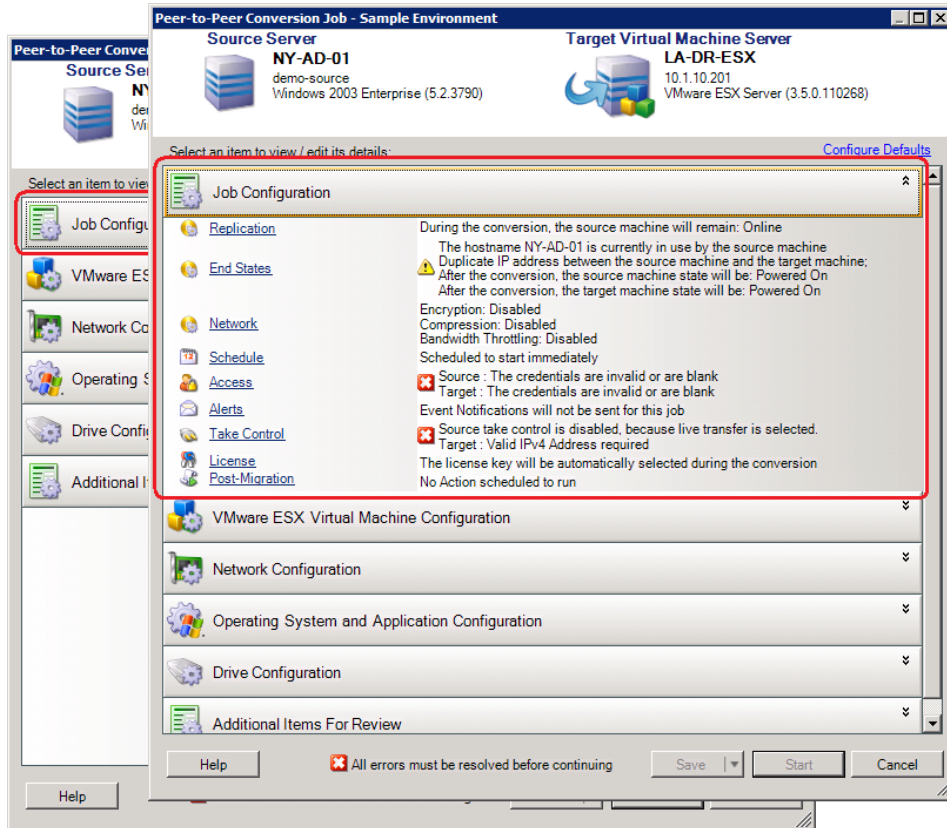 Peer-to-Peer Conversion Job - Sample Environment
Source Server
NY-AD-01
demo-source
Windows 2003 Enterprise (5.2.3790)
Target Virtual Machine Server
LA-DR-ESX
10.1.10.201
VMware ESX Server (3.5.0.110268)
Select an item to view / edit its details:
Configure Defaults
Job Configuration
Replication
During the conversion, the source machine will remain: Online
End States
The hostname NY-AD-01 is currently in use by the source machine
Duplicate IP address between the source machine and the target machine;
After the conversion, the source machine state will be: Powered On
After the conversion, the target machine state will be: Powered On
Network
Encryption: Disabled
Compression: Disabled
Bandwidth Throttling: Disabled
Schedule
Scheduled to start immediately
Access
Source : The credentials are invalid or are blank
Target : The credentials are invalid or are blank
Alerts
Event Notifications will not be sent for this job
Take Control
Source take control is disabled, because live transfer is selected.
Target : Valid IPv4 Address required
License
The license key will be automatically selected during the conversion
Post-Migration
No Action scheduled to run
VMware ESX Virtual Machine Configuration
Network Configuration
Operating System and Application Configuration
Drive Configuration
Additional Items For Review
Help
All errors must be resolved before continuing
Save
Start
Cancel
Peer-to-Peer Conve
Source Se
Select an item to view
Job Configu
VMware ES
Network Co
Operating S
Drive Config
Additional I
Help